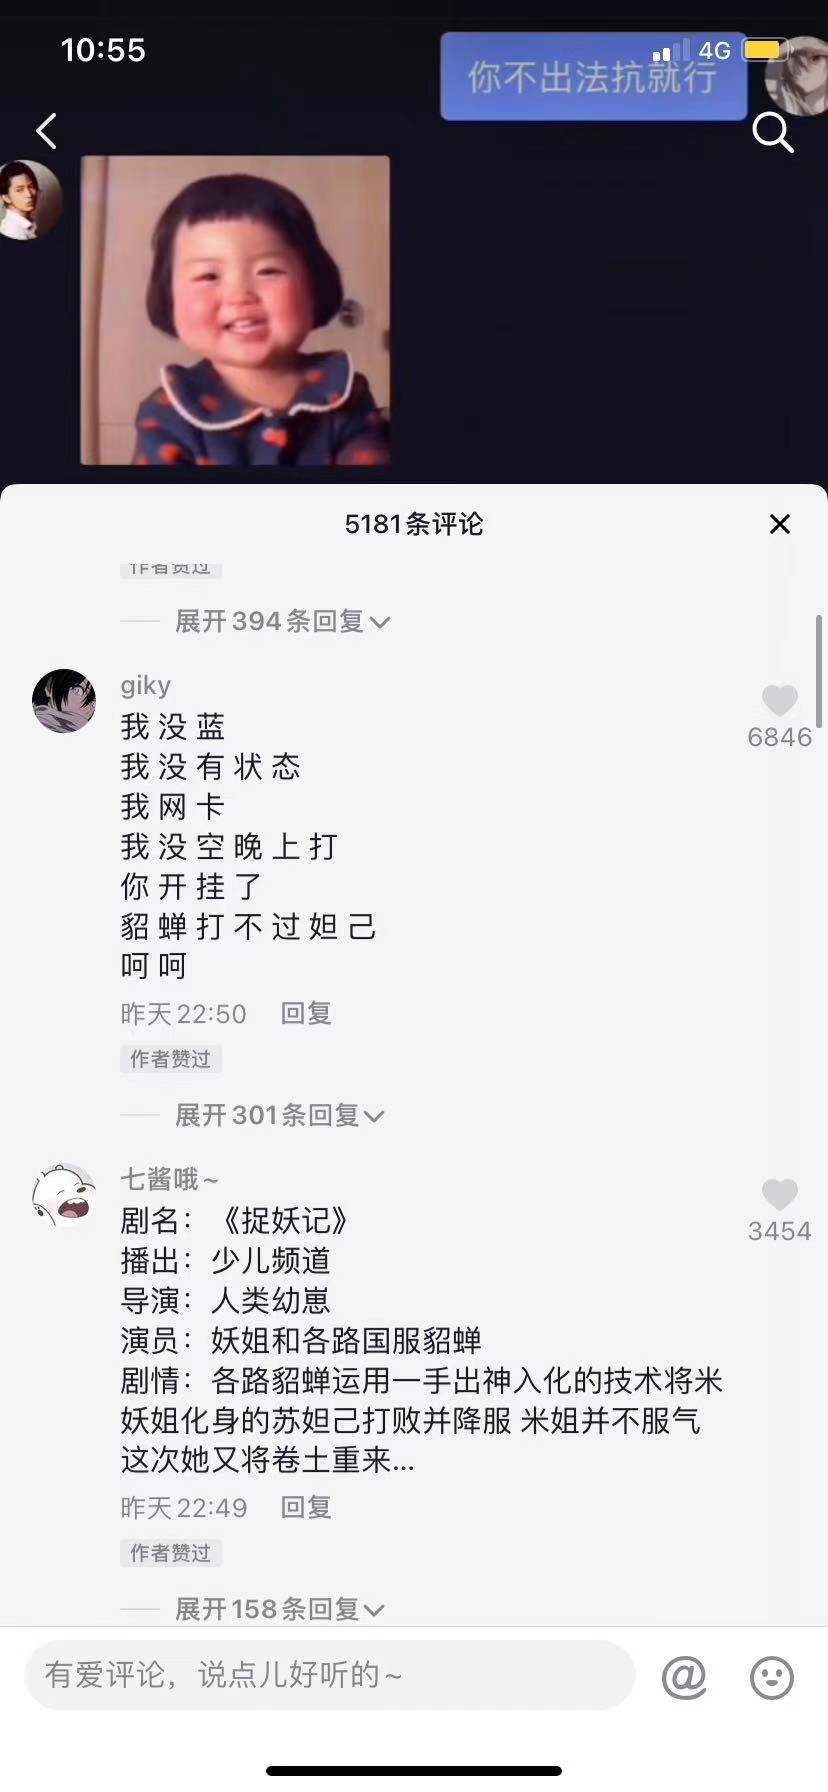 10:55
4G
你不出法抗就行
5181条评论
作者赞过
展开394条回复
giky
我 没 蓝
我 没 有 状 态
我 网 卡
我 没 空 晚 上 打
你 开 挂 了
貂 蝉 打 不 过 妲 己
呵 呵
6846
昨天22:50 回复
作者赞过
展开301条回复
七酱哦~
剧名：《捉妖记》
播出：少儿频道
导演：人类幼崽
演员：妖姐和各路国服貂蝉
剧情：各路貂蝉运用一手出神入化的技术将米
妖姐化身的苏妲己打败并降服 米姐并不服气
这次她又将卷土重来...
3454
昨天22:49 回复
作者赞过
展开158条回复
有爱评论，说点儿好听的~
@